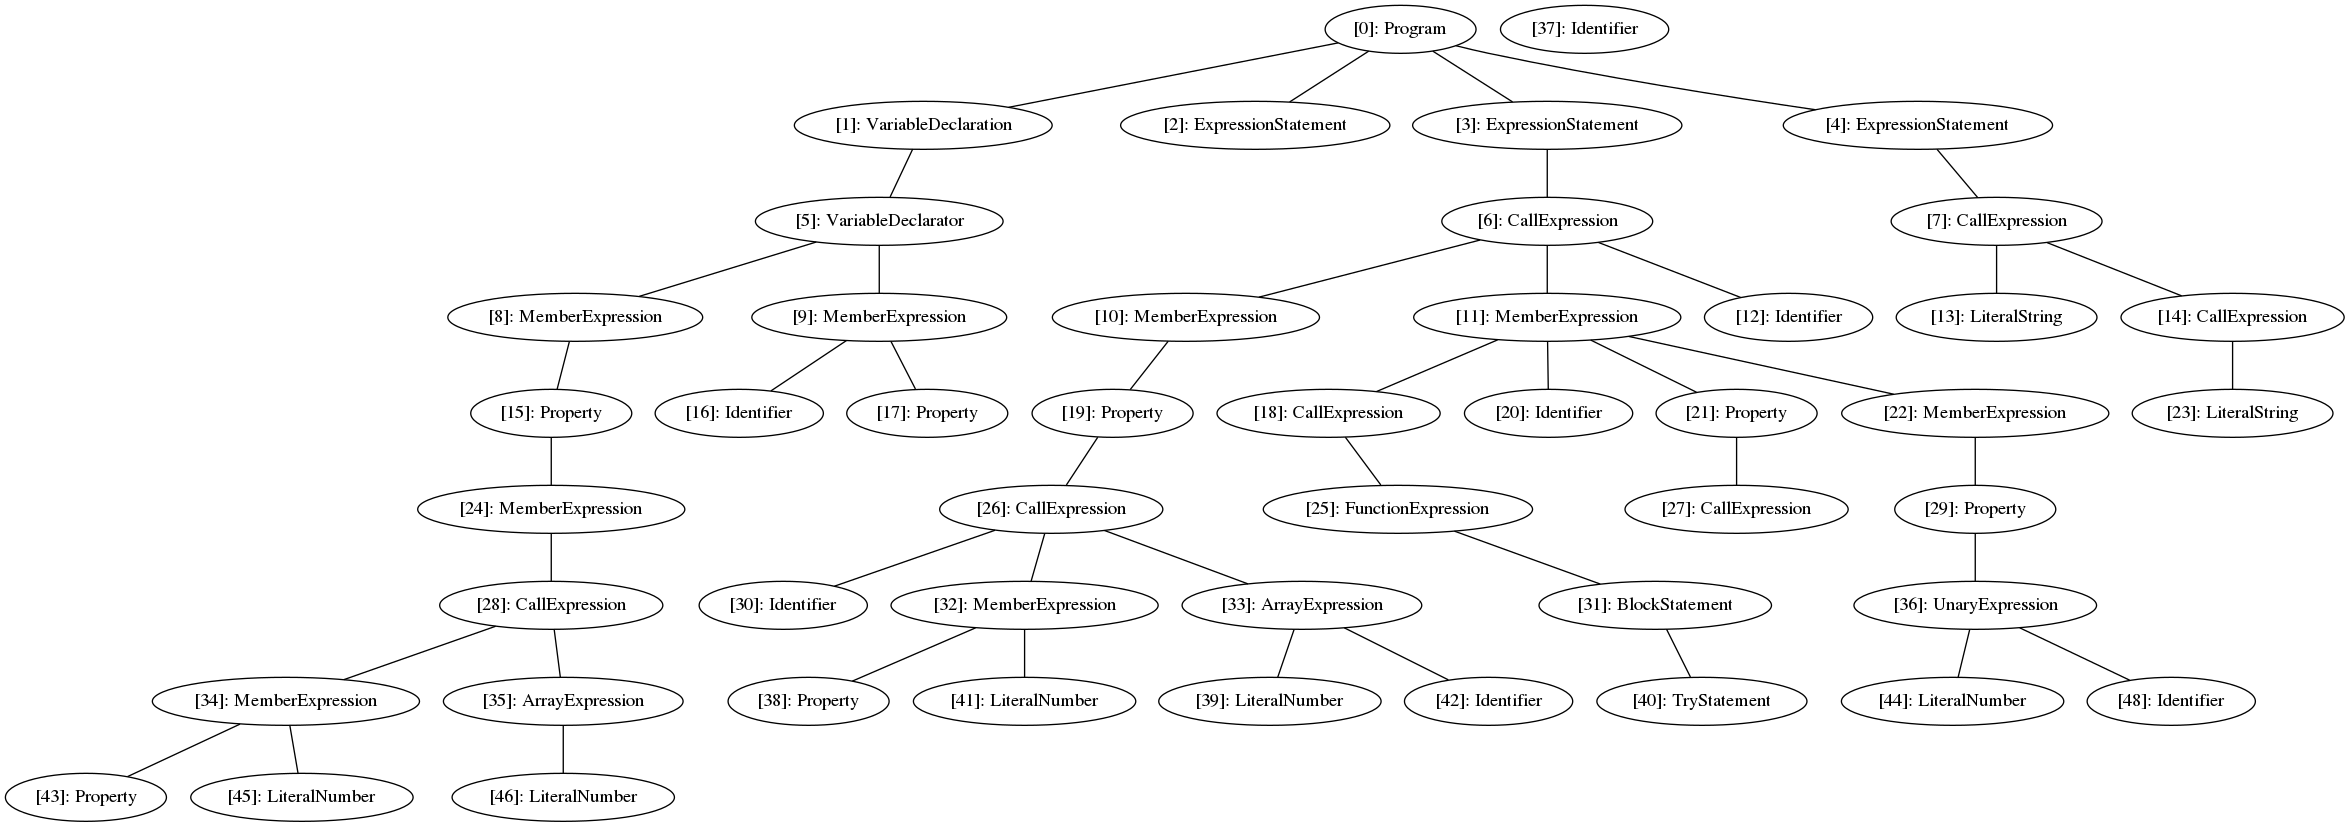 [0]: Program
[37]: Identifier
[1]: VariableDeclaration
[2]: ExpressionStatement
[3]: ExpressionStatement
[4]: ExpressionStatement
[5]: VariableDeclarator
[6]: CallExpression
[7]: CallExpression
[8]: MemberExpression
[9]: MemberExpression
[10]: MemberExpression
[11]: MemberExpression
[12]: Identifier
[13]: LiteralString
[14]: CallExpression
[15]: Property
[16]: Identifier
[17]: Property
[19]: Property
[18]: CallExpression
[20]: Identifier
[21]: Property
[22]: MemberExpression
[23]: LiteralString
[24]: MemberExpression
[26]: CallExpression
[25]: FunctionExpression
[27]: CallExpression
[29]: Property
[28]: CallExpression
[30]: Identifier
[32]: MemberExpression
[33]: ArrayExpression
[31]: BlockStatement
[36]: UnaryExpression
[34]: MemberExpression
[35]: ArrayExpression
[38]: Property
[41]: LiteralNumber
[39]: LiteralNumber
[42]: Identifier
[40]: TryStatement
[44]: LiteralNumber
[48]: Identifier
[43]: Property
[45]: LiteralNumber
[46]: LiteralNumber